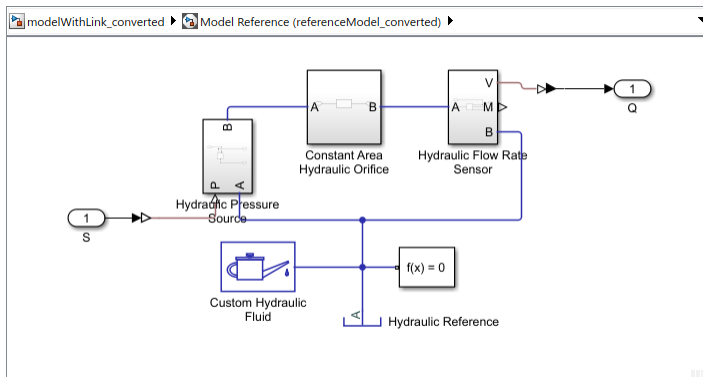 modelWithLink_converted Model Reference (referenceModel_converted)
V
1
Q
A B
A M
B
B
Constant Area
Hydraulic Orifice
Hydraulic Flow Rate
Sensor
P A
Hydraulic Pressure
Source
1
S
f(x) = 0
Custom Hydraulic
Fluid
A
Hydraulic Reference